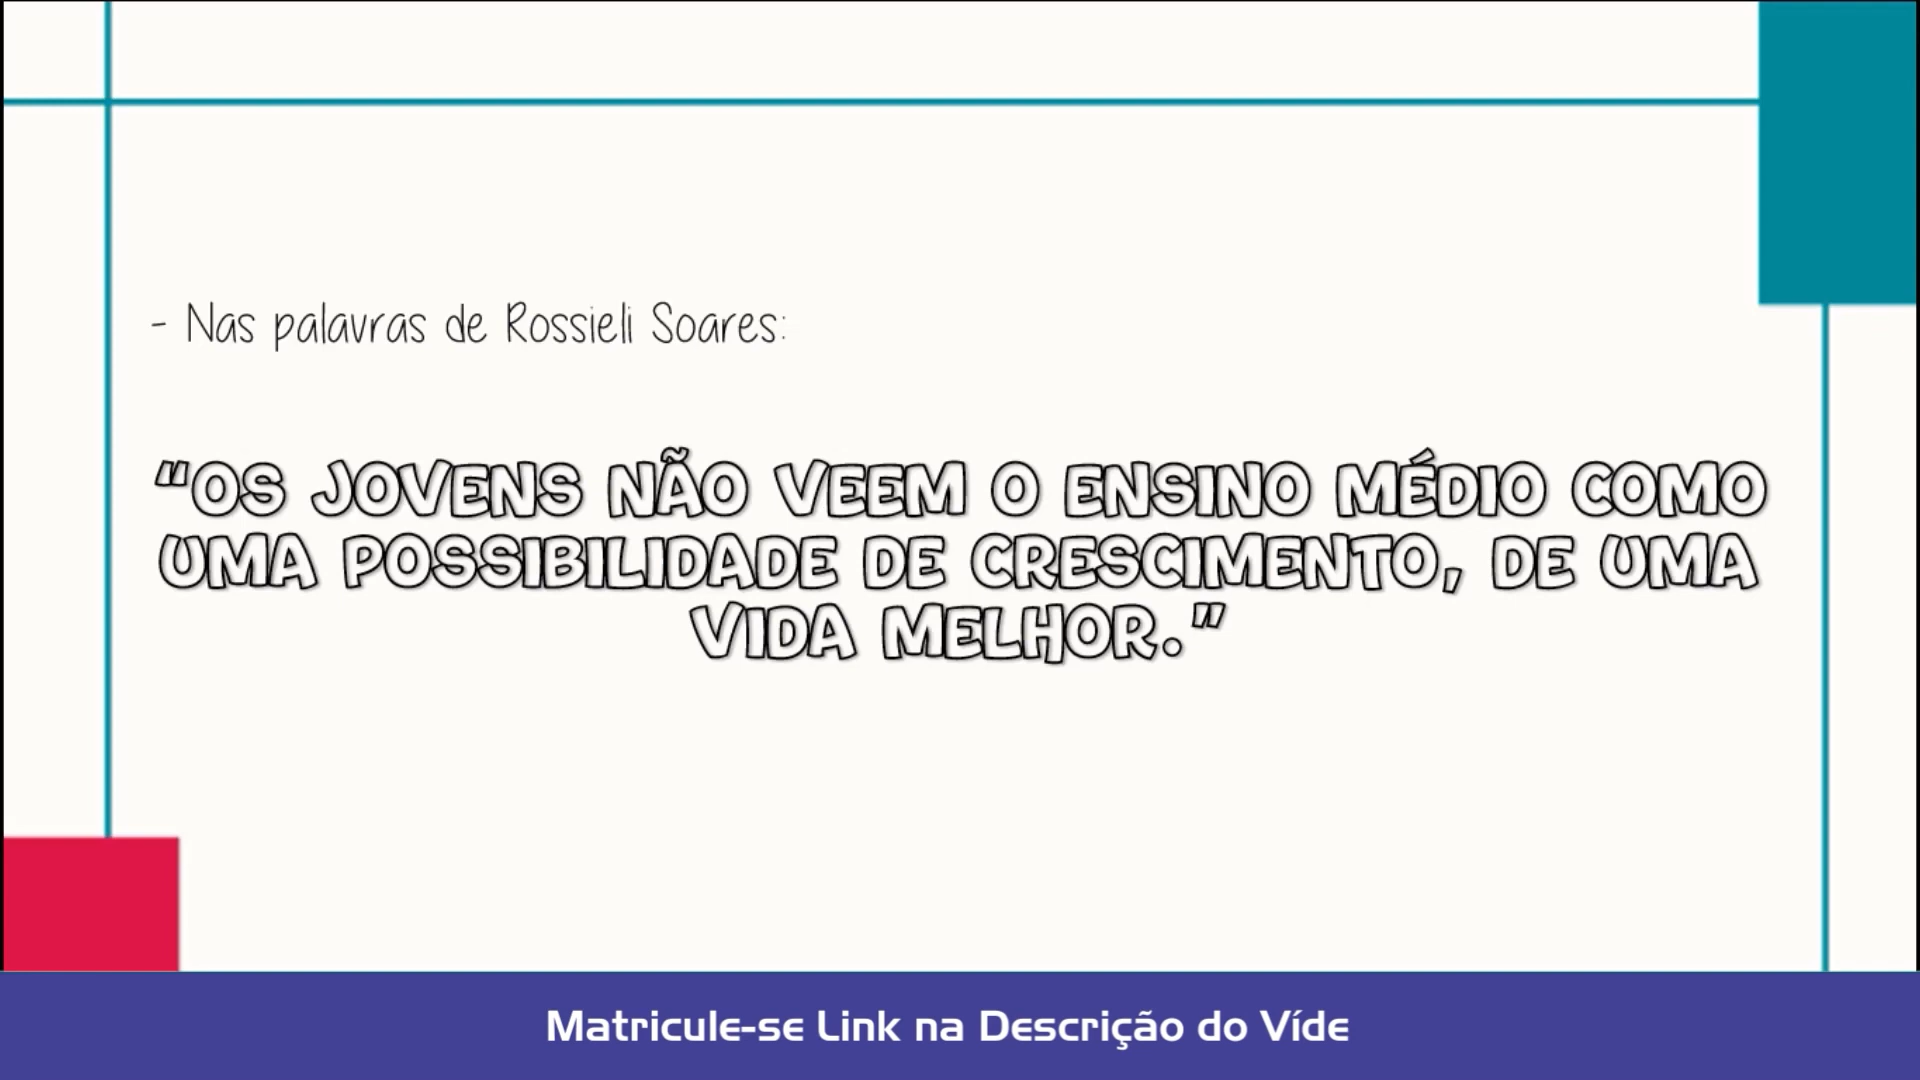 - Nas palavras de Rossieli Soares:
“OS JOVENS NÃO VEEM O ENSINO MÉDIO COMO
UMA POSSIBILIDADE DE CRESCIMENTO, DE UMA
VIDA MELHOR.”
Matricule-se Link na Descrição do Víde